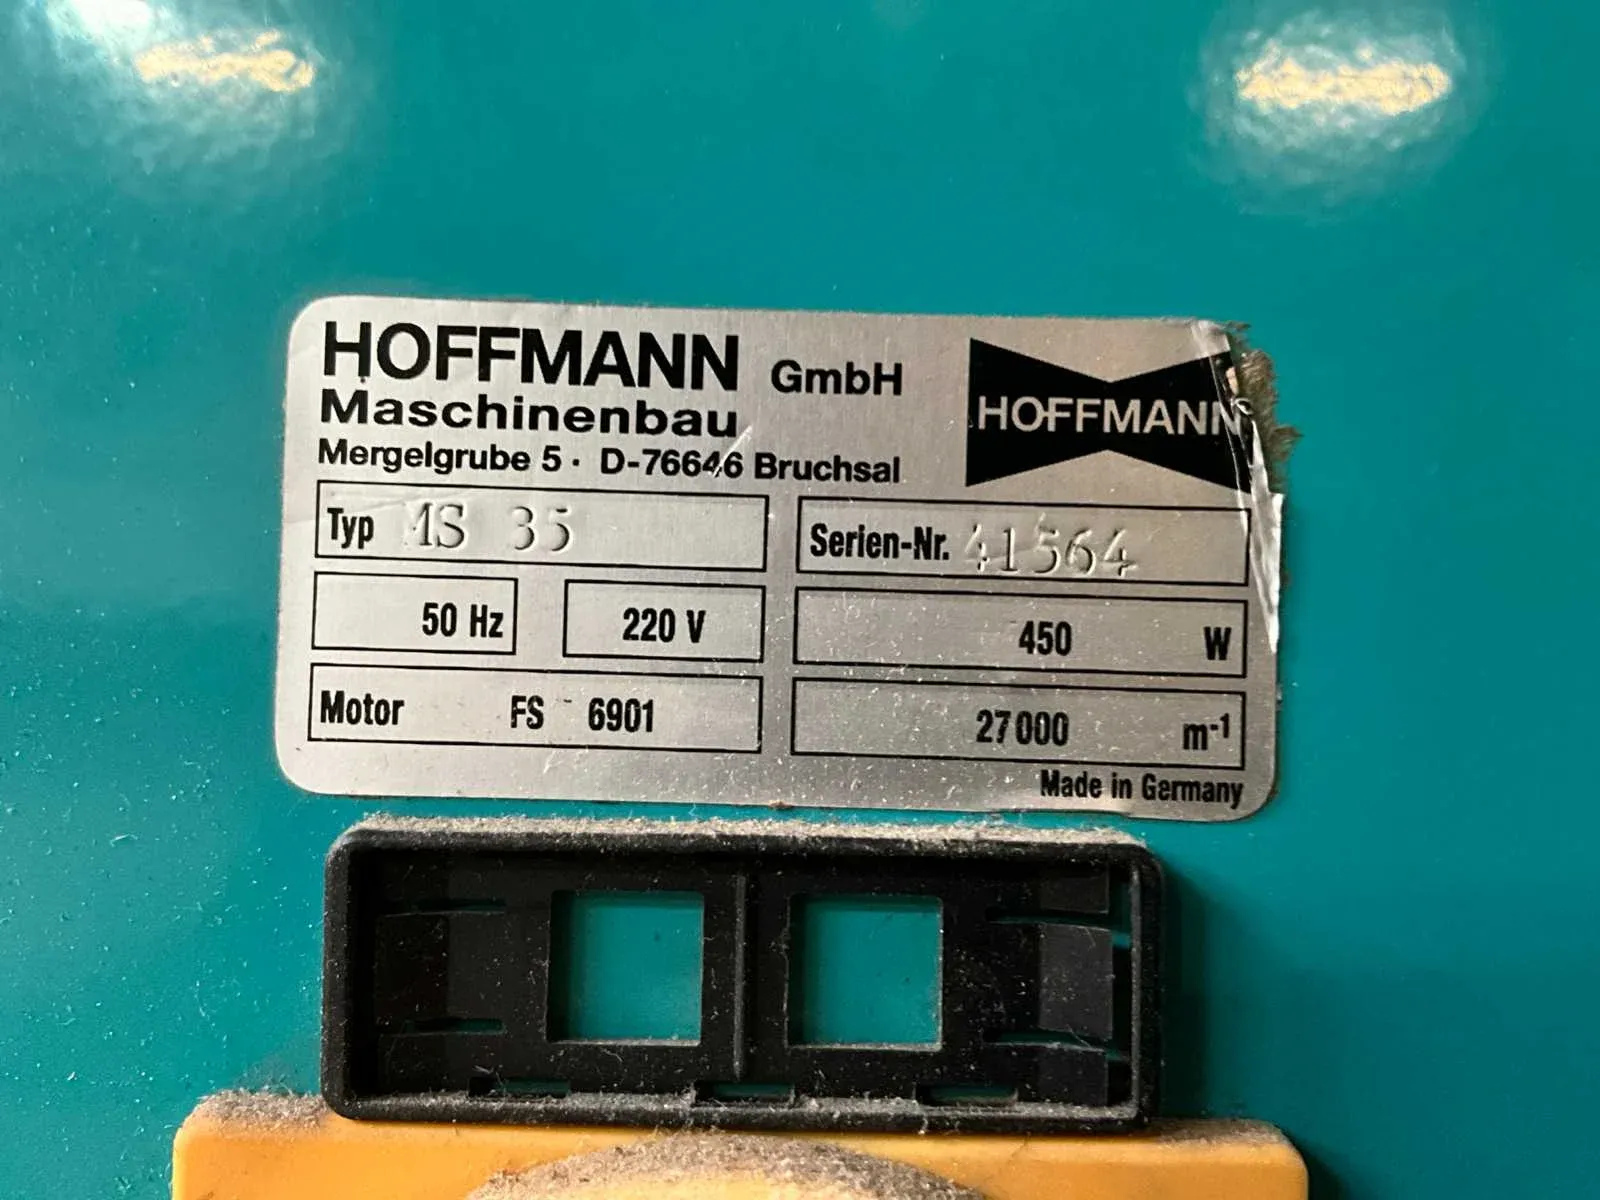 HOFFMANN GmbH
Maschinenbau
Mergelgrube 5 · D-76646 Bruchsal
HOFFMANN
Typ MS 35
Serien-Nr. 41564
50 Hz
220 V
450 W
Motor FS 6901
27000 m-1
Made in Germany